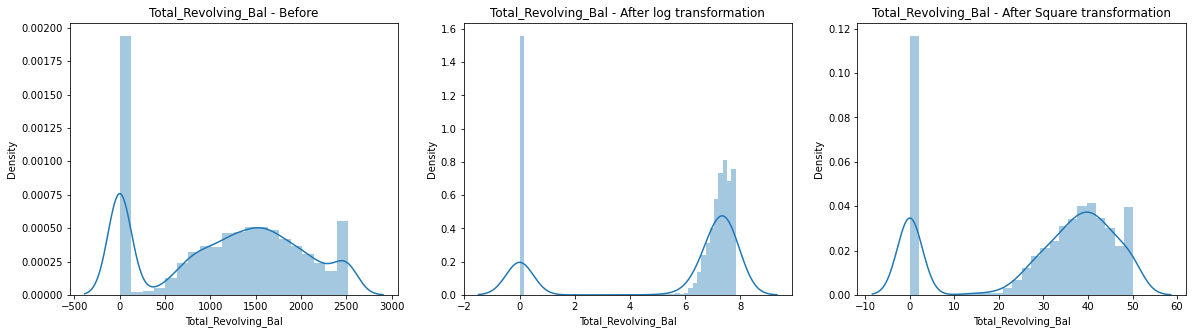 Total_Revolving_Bal - Before
0.00200
0.00175
0.00150
0.00125
0.00100
0.00075
0.00050
0.00025
0.00000
Density
-500 0 500 1000 1500 2000 2500 3000
Total_Revolving_Bal
Total_Revolving_Bal - After log transformation
1.6
1.4
1.2
1.0
0.8
0.6
0.4
0.2
0.0
Density
−2 0 2 4 6 8
Total_Revolving_Bal
Total_Revolving_Bal - After Square transformation
0.12
0.10
0.08
0.06
0.04
0.02
0.00
Density
−10 0 10 20 30 40 50 60
Total_Revolving_Bal